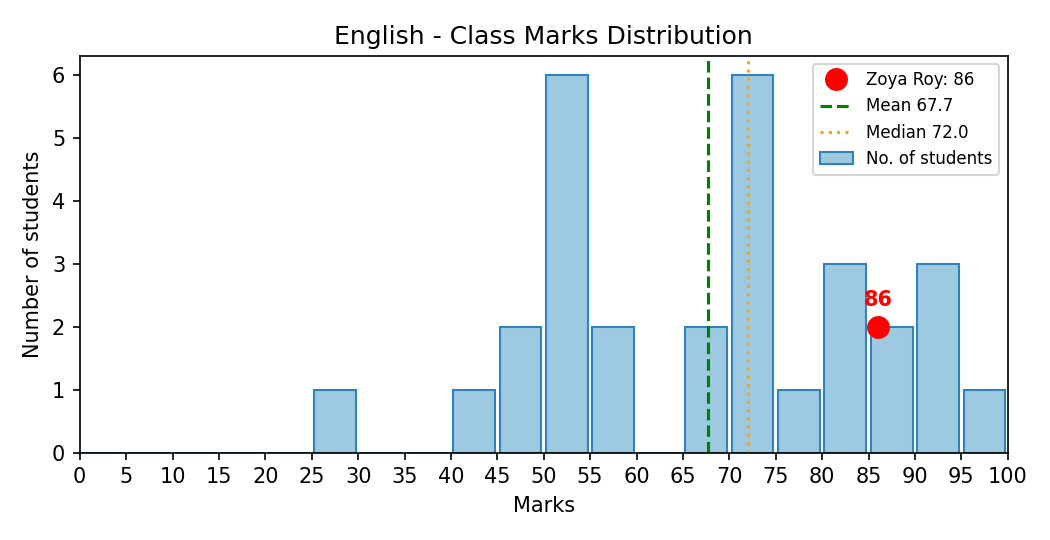 English - Class Marks Distribution
Zoya Roy: 86
Mean 67.7
Median 72.0
No. of students
Number of students
6
5
4
3
2
1
0
86
0 5 10 15 20 25 30 35 40 45 50 55 60 65 70 75 80 85 90 95 100
Marks